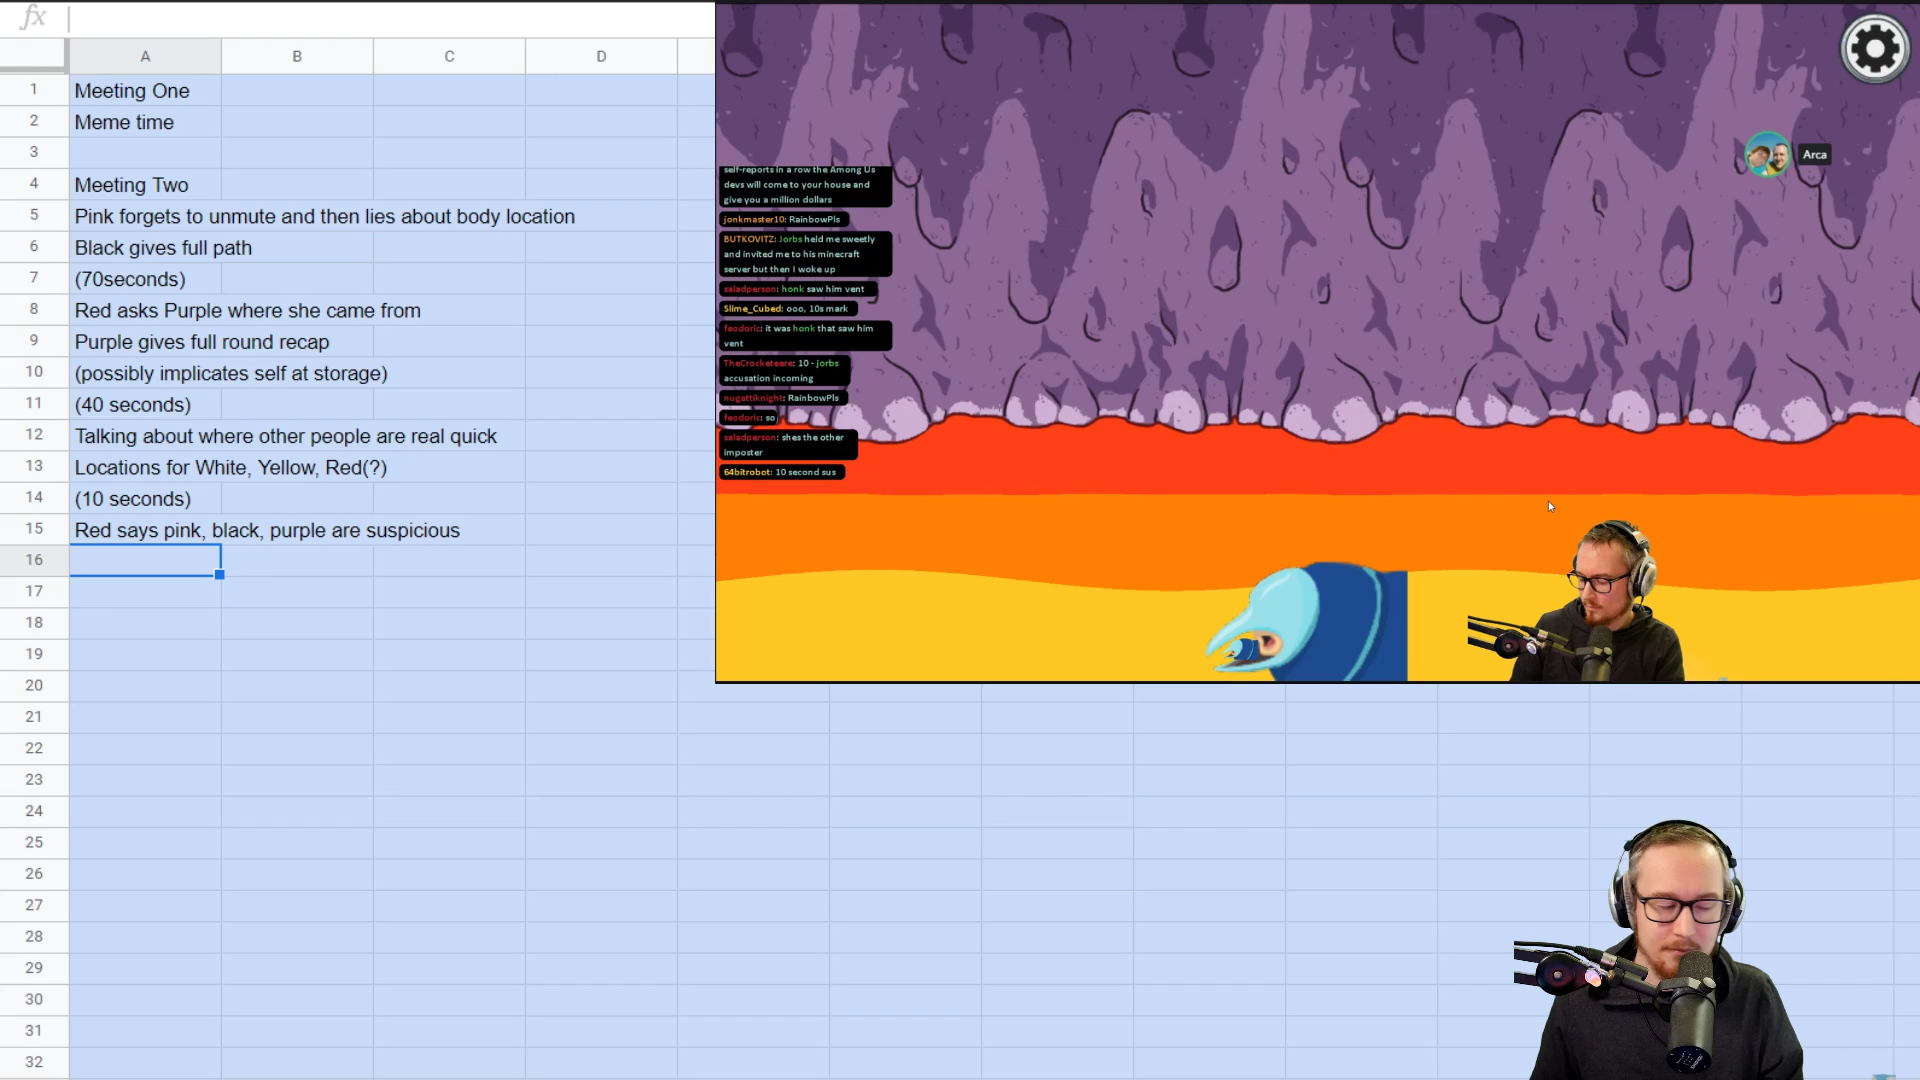 fx
A B C D
1 Meeting One
2 Meme time
3
4 Meeting Two
5 Pink forgets to unmute and then lies about body location
6 Black gives full path
7 (70seconds)
8 Red asks Purple where she came from
9 Purple gives full round recap
10 (possibly implicates self at storage)
11 (40 seconds)
12 Talking about where other people are real quick
13 Locations for White, Yellow, Red(?)
14 (10 seconds)
15 Red says pink, black, purple are suspicious
16
17
18
19
20
21
22
23
24
25
26
27
28
29
30
31
32
self-reports in a row the Among Us
devs will come to your house and
give you a million dollars
jonkmaster10: RainbowPls
BUTKOVITZ: Jorbs held me sweetly
and invited me to his minecraft
server but then I woke up
saladperson: honk saw him vent
Slime_Cubed: ooo, 10s mark
feodoric: it was honk that saw him
vent
TheCrocketeere: 10 - jorbs
accusation incoming
nugattiknight: RainbowPls
feodoric: so
saladperson: shes the other
imposter
64bitrobot: 10 second sus
Arca